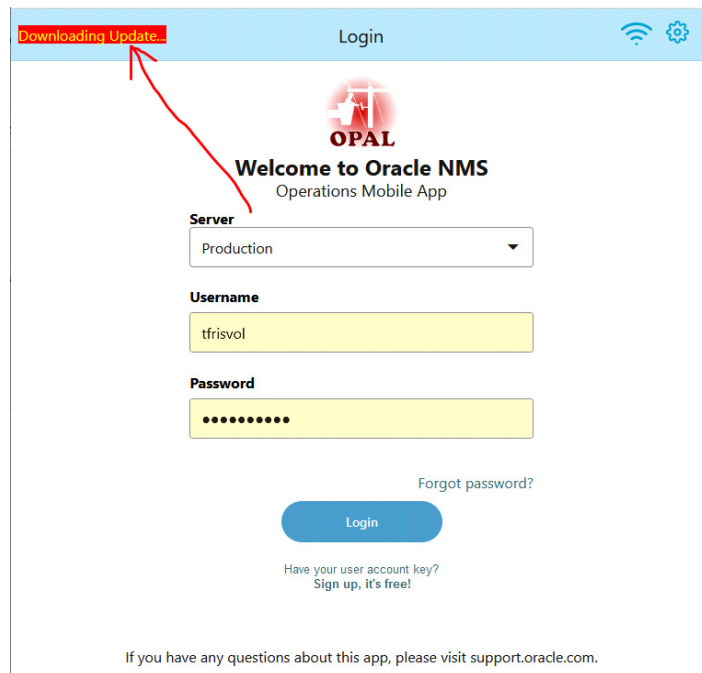 Downloading Update...
Login
OPAL
Welcome to Oracle NMS
Operations Mobile App
Server
Production
Username
tfrisvol
Password
●●●●●●●●●●
Forgot password?
Login
Have your user account key?
Sign up, it's free!
If you have any questions about this app, please visit support.oracle.com.